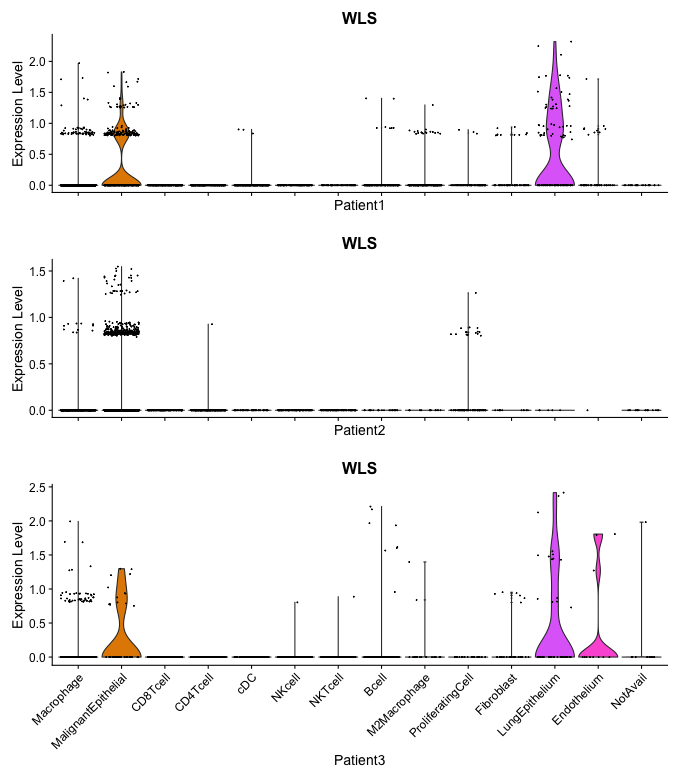 WLS
Expression Level
2.0
1.5
1.0
0.5
0.0
Patient1
WLS
Expression Level
1.5
1.0
0.5
0.0
Patient2
WLS
Expression Level
2.5
2.0
1.5
1.0
0.5
0.0
Macrophage
MalignantEpithelial
CD8Tcell
CD4Tcell
cDC
NKcell
NKTcell
Bcell
M2Macrophage
ProliferatingCell
Fibroblast
LungEpithelium
Endothelium
NotAvail
Patient3